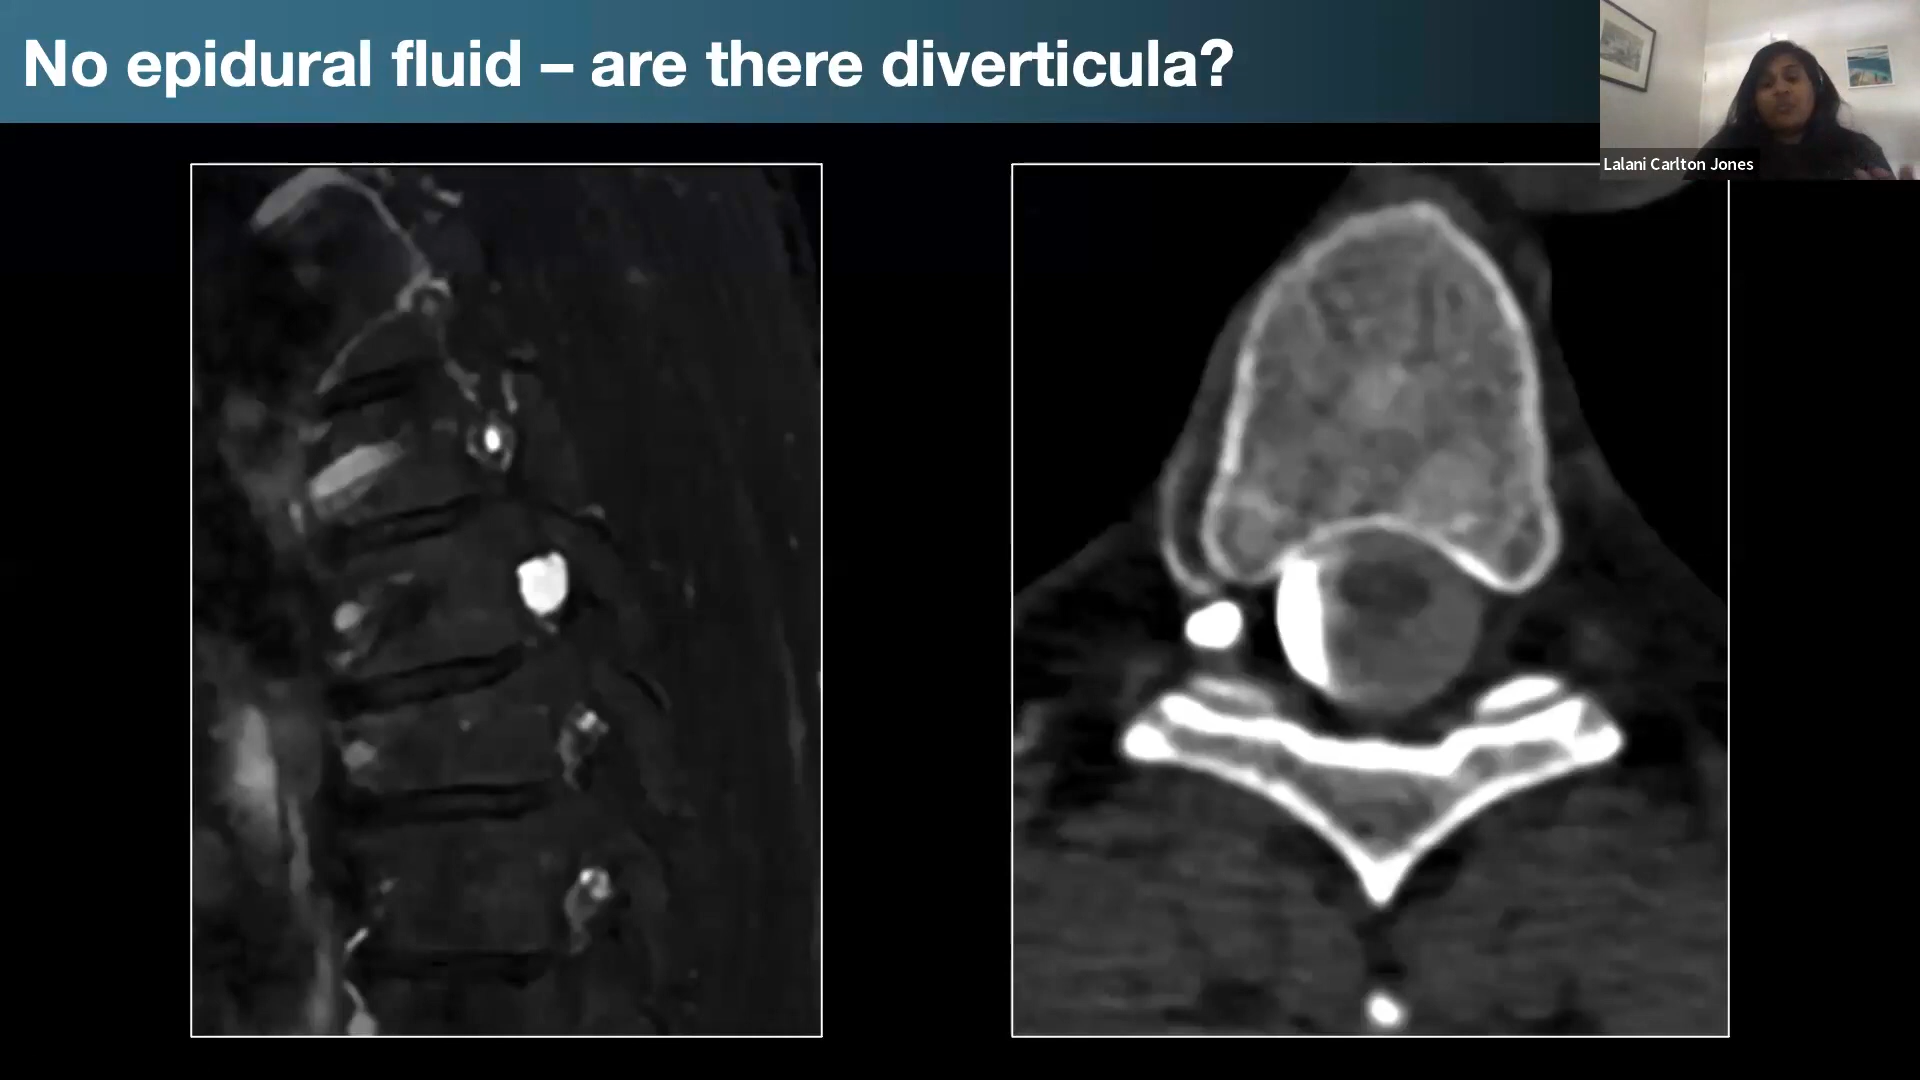 No epidural fluid – are there diverticula?
Lalani Carlton Jones